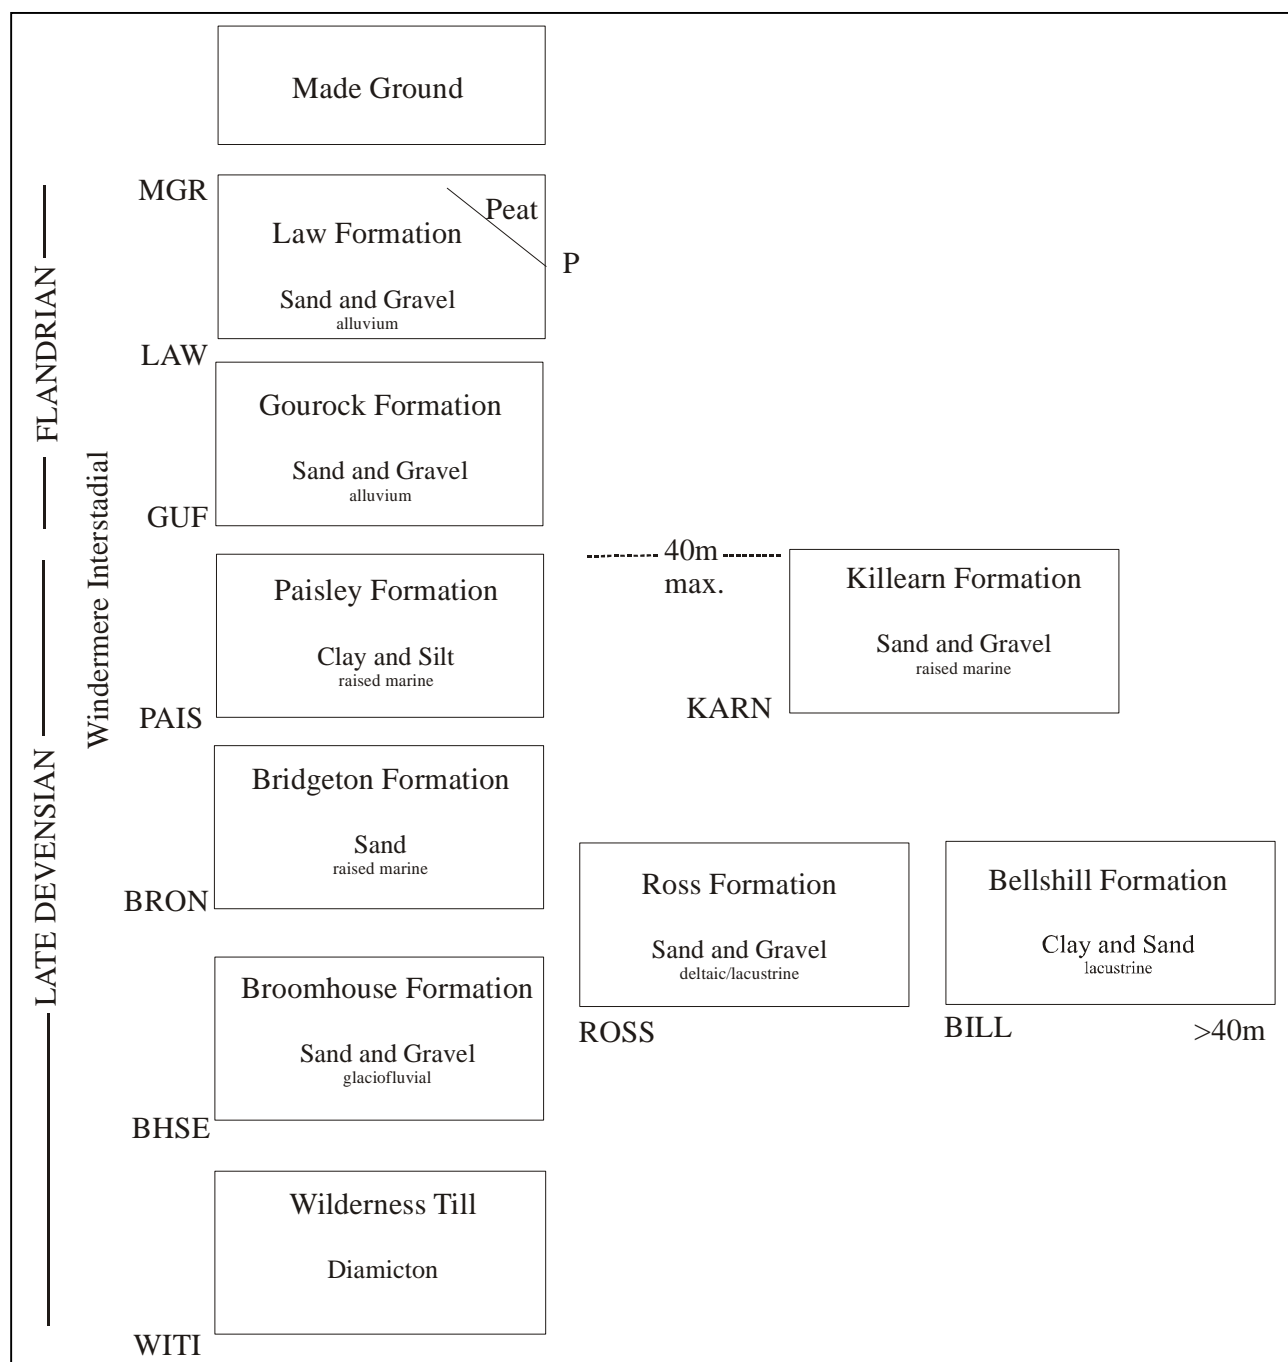 Made Ground
MGR
Peat
Law Formation
P
Sand and Gravel
alluvium
LAW
FLANDRIAN
Gourock Formation
Sand and Gravel
alluvium
GUF
Windermere Interstadial
40m
max.
Paisley Formation
Clay and Silt
raised marine
PAIS
Killearn Formation
Sand and Gravel
raised marine
KARN
LATE DEVENSIAN
Bridgeton Formation
Sand
raised marine
BRON
Ross Formation
Sand and Gravel
deltaic/lacustrine
ROSS
Bellshill Formation
Clay and Sand
lacustrine
BILL
>40m
Broomhouse Formation
Sand and Gravel
glaciofluvial
BHSE
Wilderness Till
Diamicton
WITI